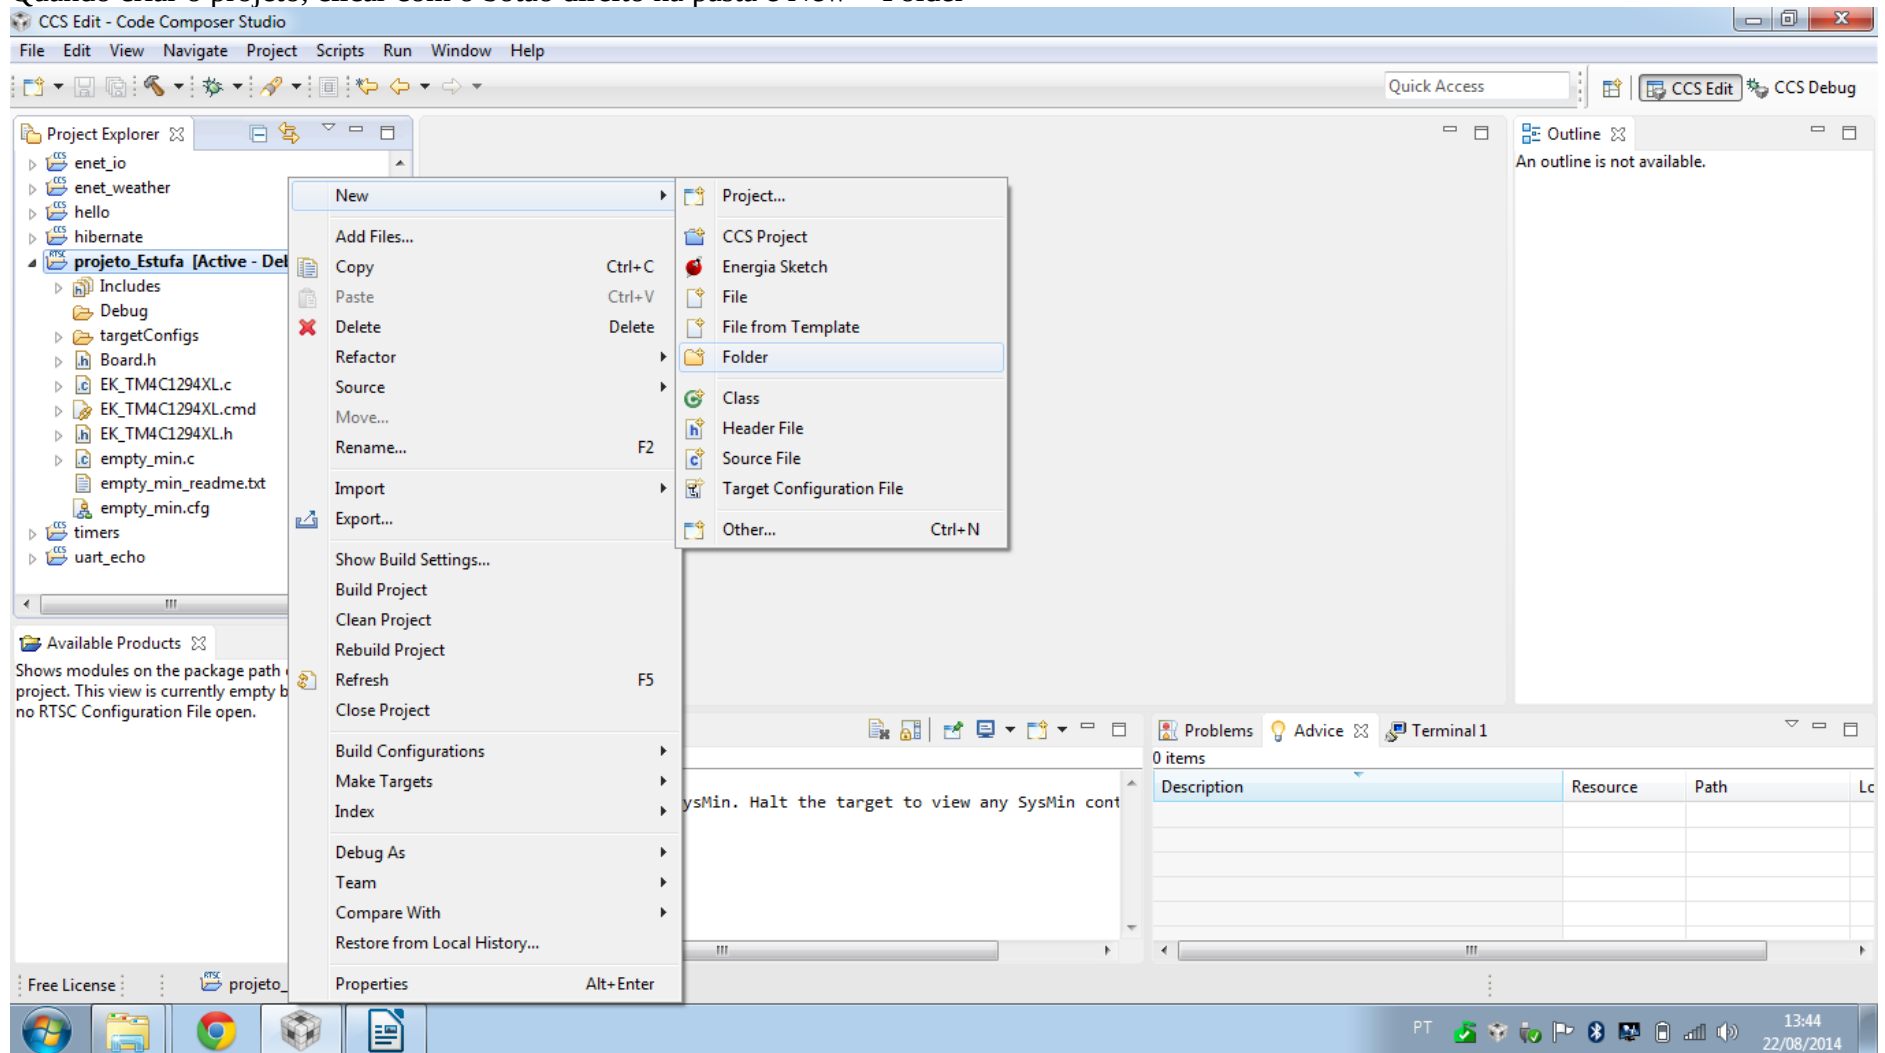 CCS Edit - Code Composer Studio
File Edit View Navigate Project Scripts Run Window Help
Quick Access
CCS Edit
CCS Debug
Project Explorer
enet_io
enet_weather
hello
hibernate
projeto_Estufa [Active - Del
Includes
Debug
targetConfigs
Board.h
EK_TM4C1294XL.c
EK_TM4C1294XL.cmd
EK_TM4C1294XL.h
empty_min.c
empty_min_readme.txt
empty_min.cfg
timers
uart_echo
Available Products
Shows modules on the package path
project. This view is currently empty b
no RTSC Configuration File open.
New
Add Files...
Copy Ctrl+C
Paste Ctrl+V
Delete Delete
Refactor
Source
Move...
Rename... F2
Import
Export...
Show Build Settings...
Build Project
Clean Project
Rebuild Project
Refresh F5
Close Project
Build Configurations
Make Targets
Index
Debug As
Team
Compare With
Restore from Local History...
Properties Alt+Enter
Project...
CCS Project
Energia Sketch
File
File from Template
Folder
Class
Header File
Source File
Target Configuration File
Other... Ctrl+N
Outline
An outline is not available.
ysMin. Halt the target to view any SysMin cont
Problems Advice Terminal 1
0 items
Description Resource Path Lc
Free License
projeto_
PT
13:44
22/08/2014